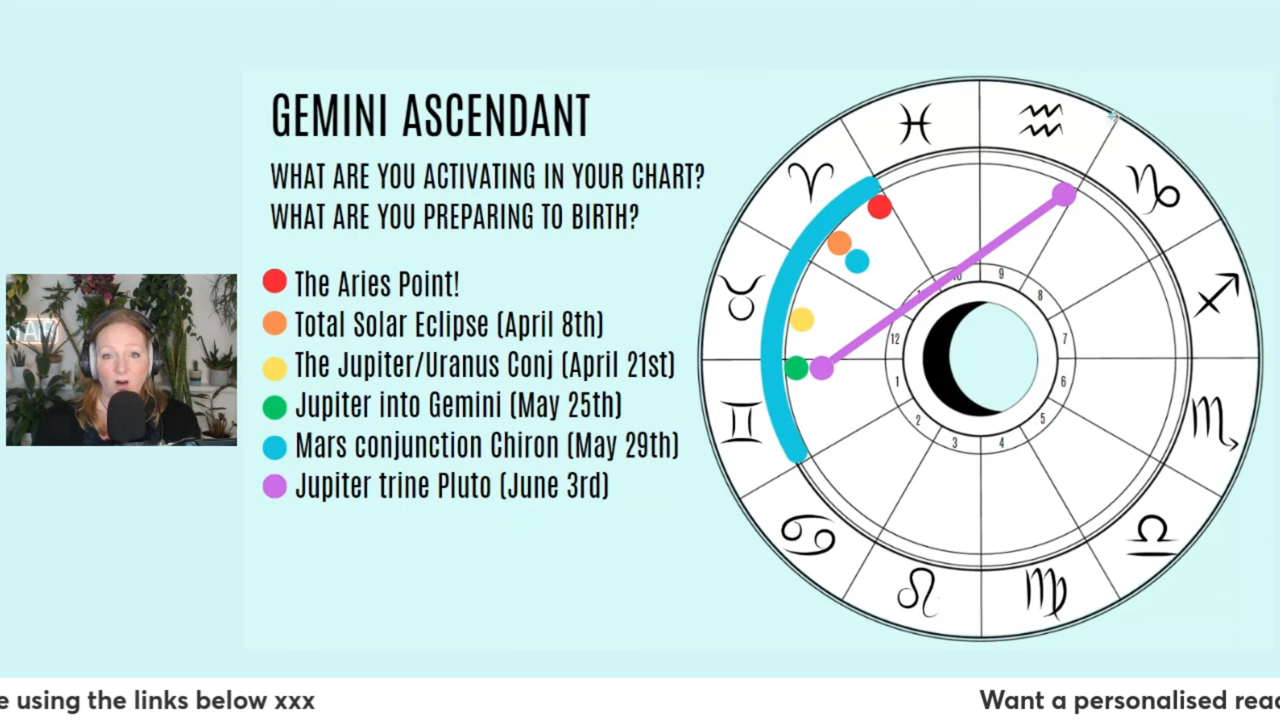 GEMINI ASCENDANT
WHAT ARE YOU ACTIVATING IN YOUR CHART?
WHAT ARE YOU PREPARING TO BIRTH?
The Aries Point!
Total Solar Eclipse (April 8th)
The Jupiter/Uranus Conj (April 21st)
Jupiter into Gemini (May 25th)
Mars conjunction Chiron (May 29th)
Jupiter trine Pluto (June 3rd)
♓ ♒
♈ ♑
♉ ♐
♊ ♏
♋ ♎
♌ ♍
9
8
12 7
1 6
2 5
3 4
e using the links below xxx
Want a personalised